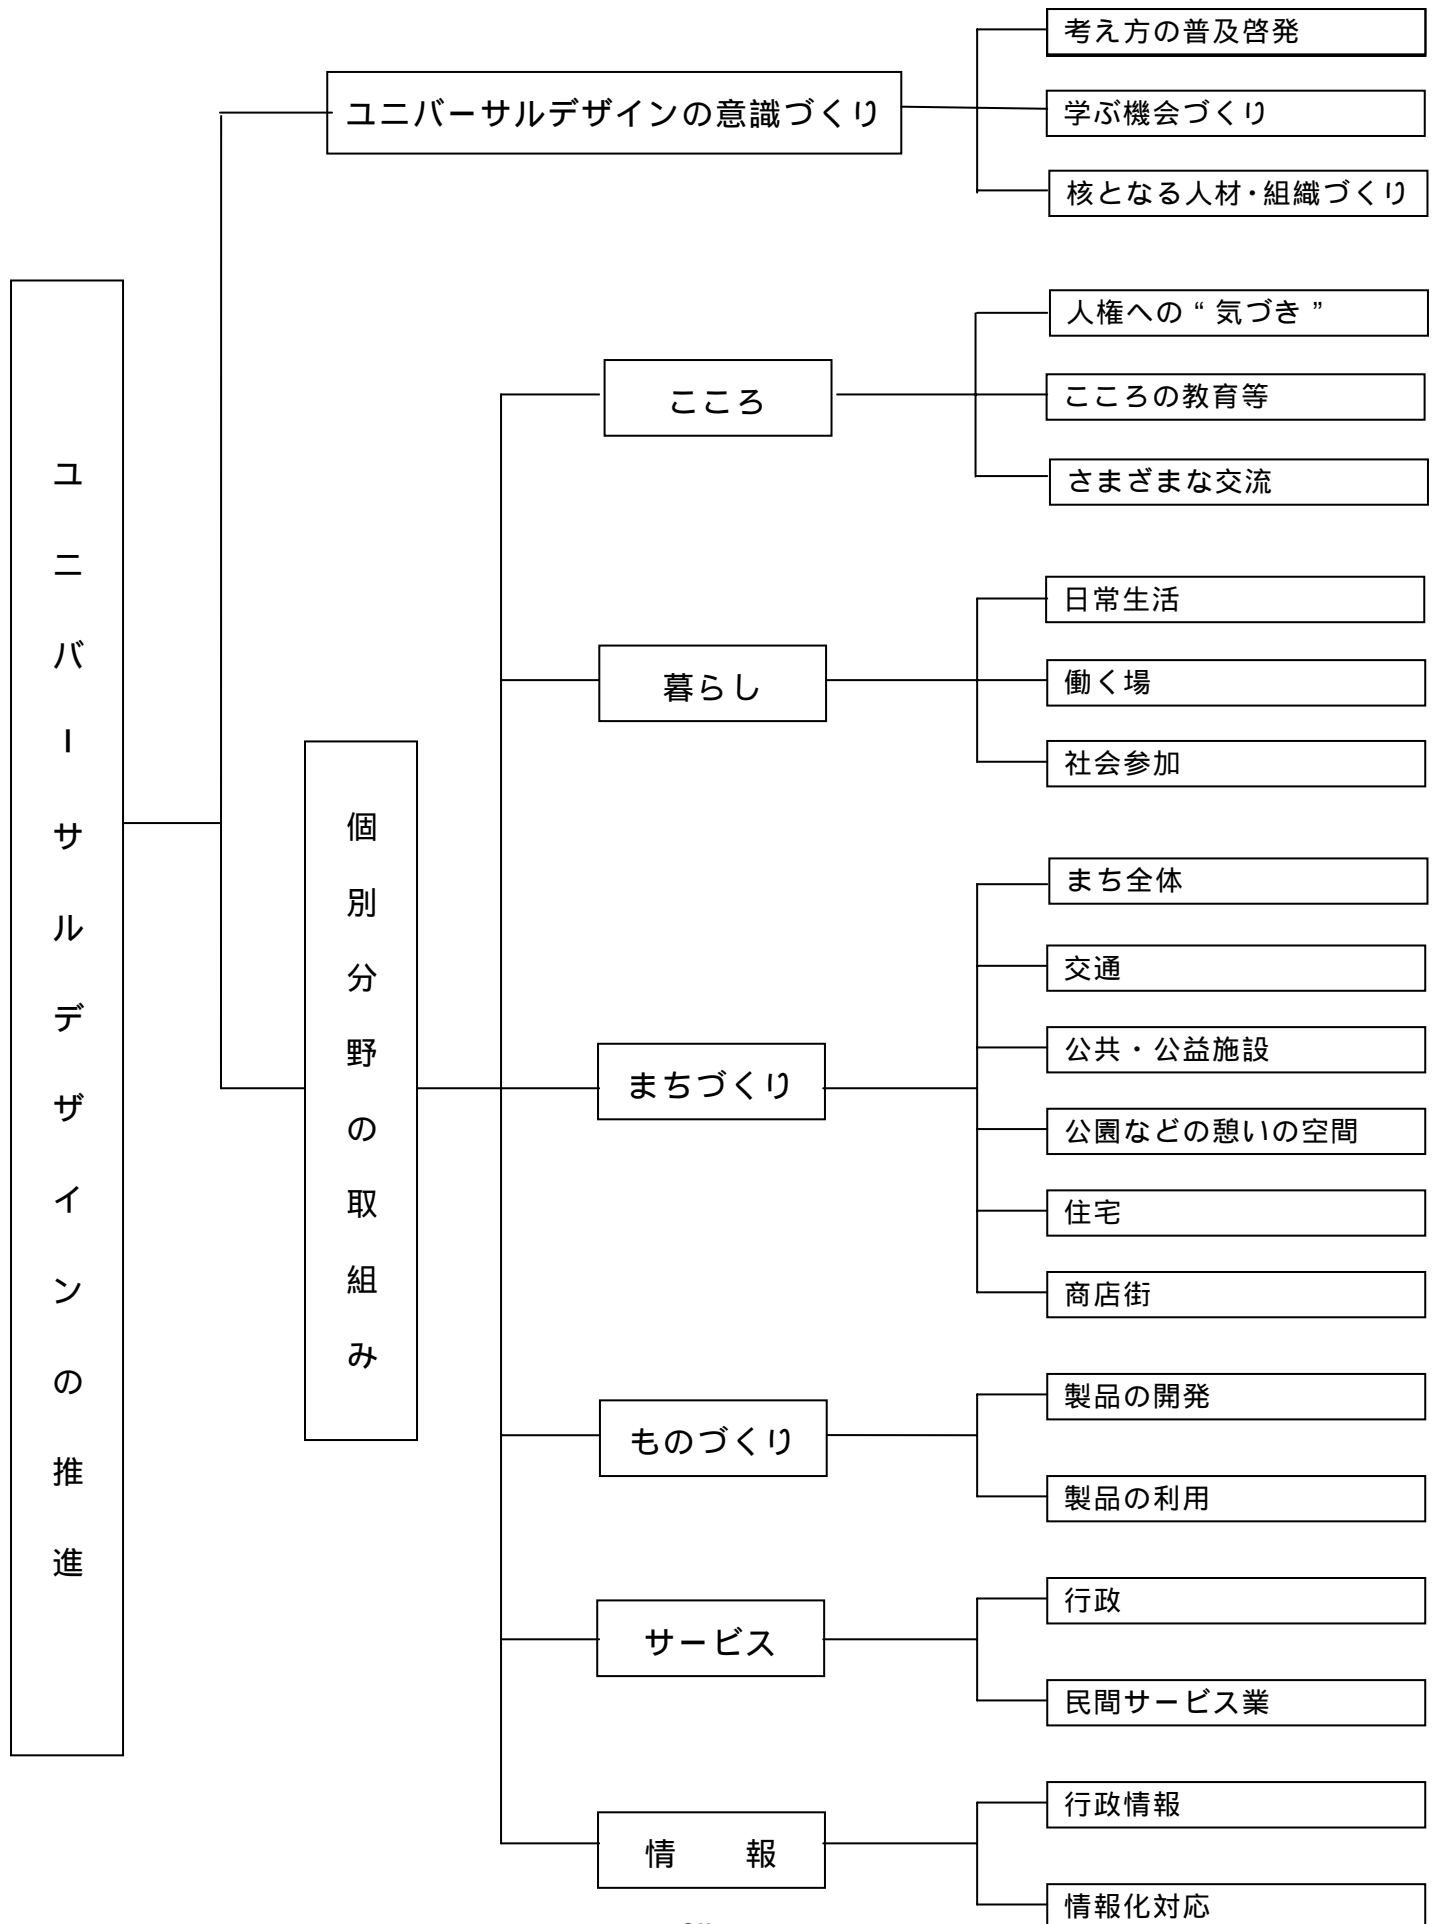 ユニバーサルデザインの推進
ユニバーサルデザインの意識づくり
考え方の普及啓発
学ぶ機会づくり
核となる人材・組織づくり
個別分野の取組み
こころ
人権への“気づき”
こころの教育等
さまざまな交流
暮らし
日常生活
働く場
社会参加
まちづくり
まち全体
交通
公共・公益施設
公園などの憩いの空間
住宅
商店街
ものづくり
製品の開発
製品の利用
サービス
行政
民間サービス業
情　　報
行政情報
情報化対応